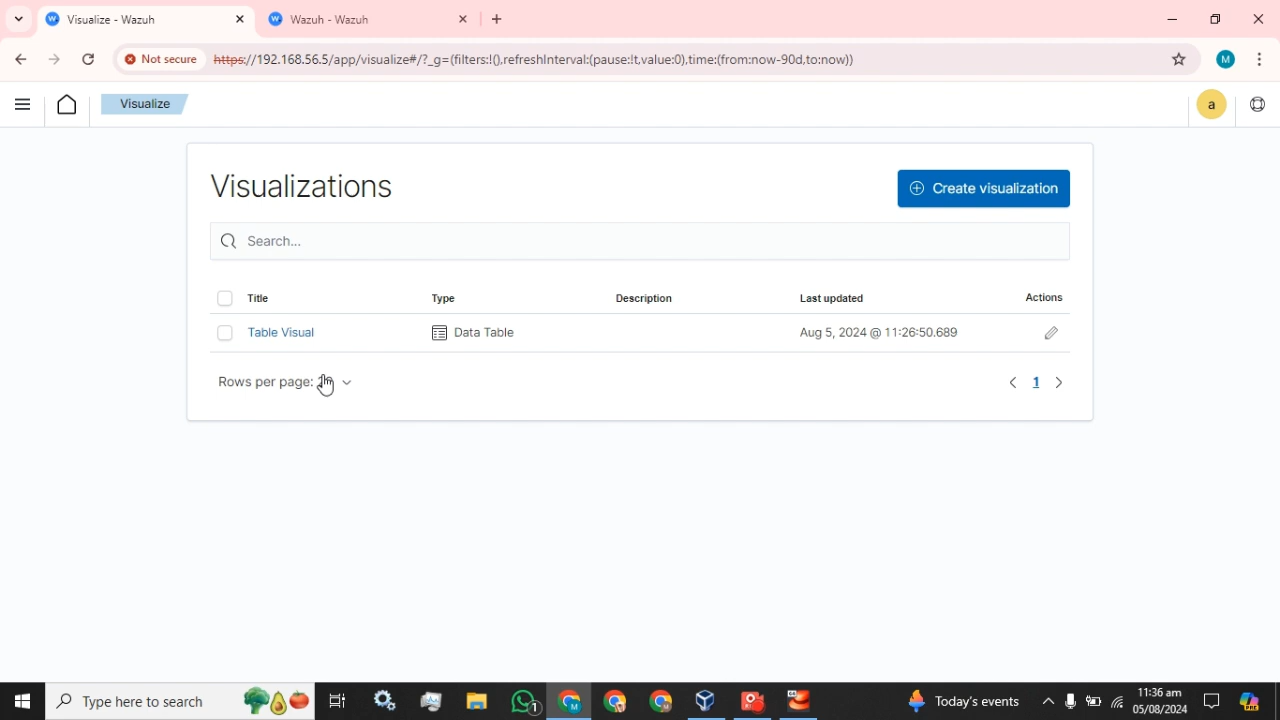 Visualize - Wazuh
Wazuh - Wazuh
Not secure
https://192.168.56.5/app/visualize#/?_g=(filters:!(),refreshInterval:(pause:!t,value:0),time:(from:now-90d,to:now))
M
Visualize
a
Visualizations
Create visualization
Search...
Title Type Description Last updated Actions
Table Visual Data Table Aug 5, 2024 @ 11:26:50.689
Rows per page:
1
Type here to search
1
M
Today's events
11:36 am
05/08/2024